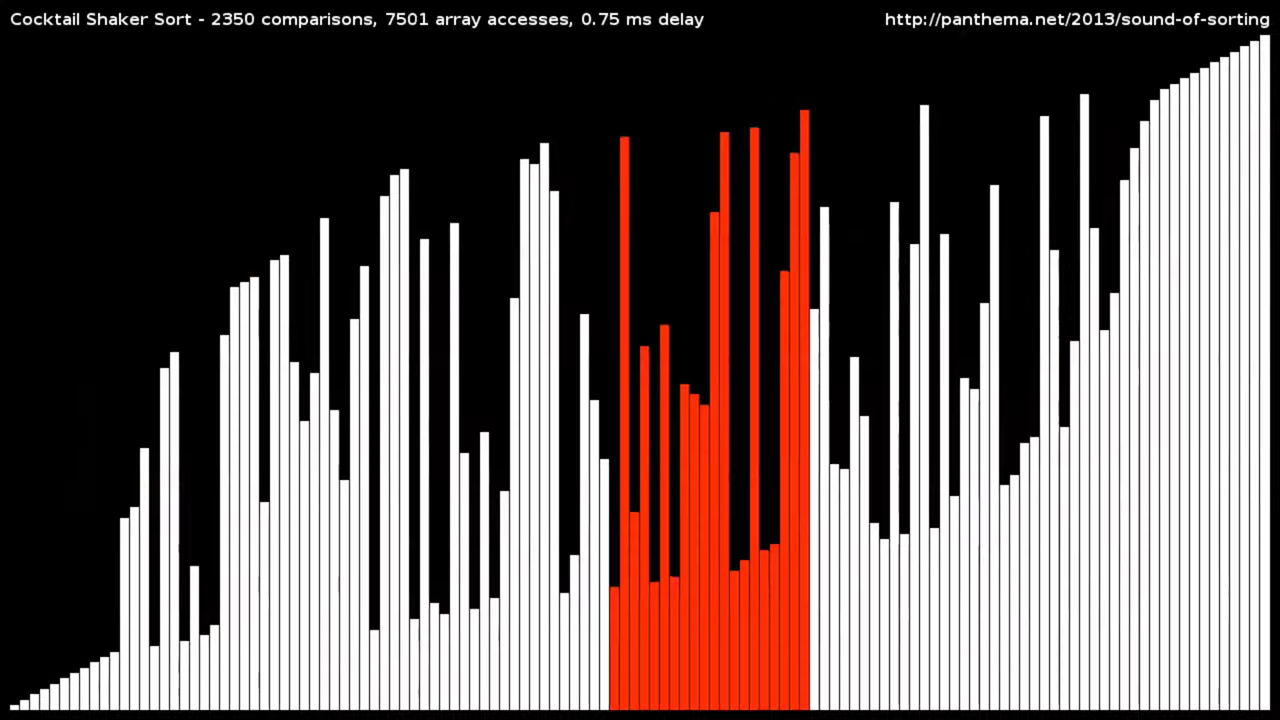 Cocktail Shaker Sort - 2350 comparisons, 7501 array accesses, 0.75 ms delay
http://panthema.net/2013/sound-of-sorting